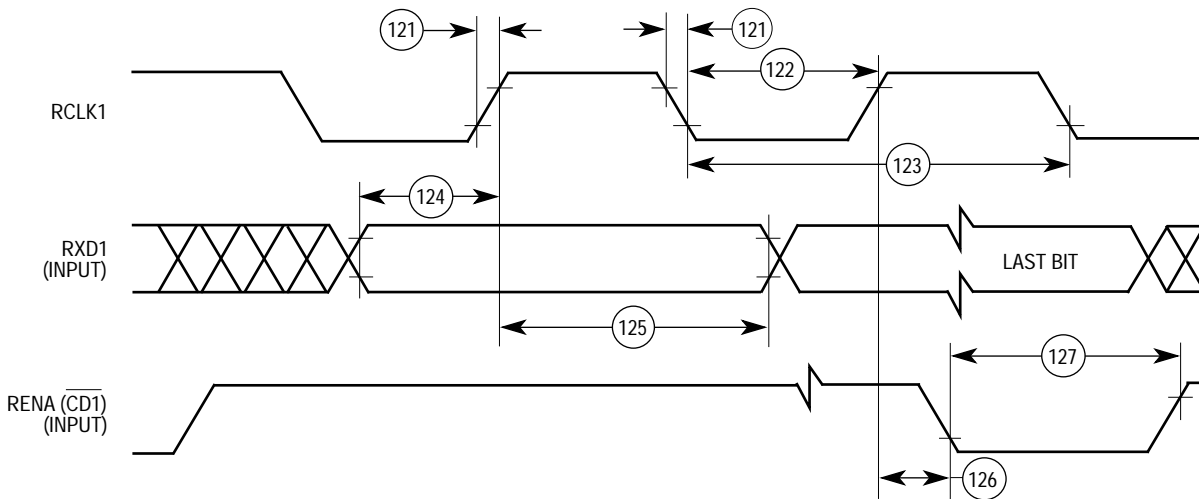 121
121
122
RCLK1
123
124
RXD1
(INPUT)
LAST BIT
125
127
RENA (CD1)
(INPUT)
126